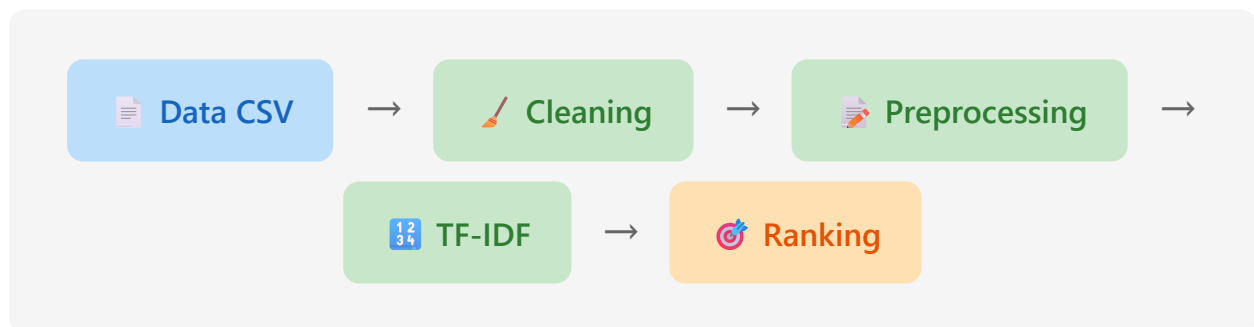 Data CSV → Cleaning → Preprocessing →
TF-IDF → Ranking